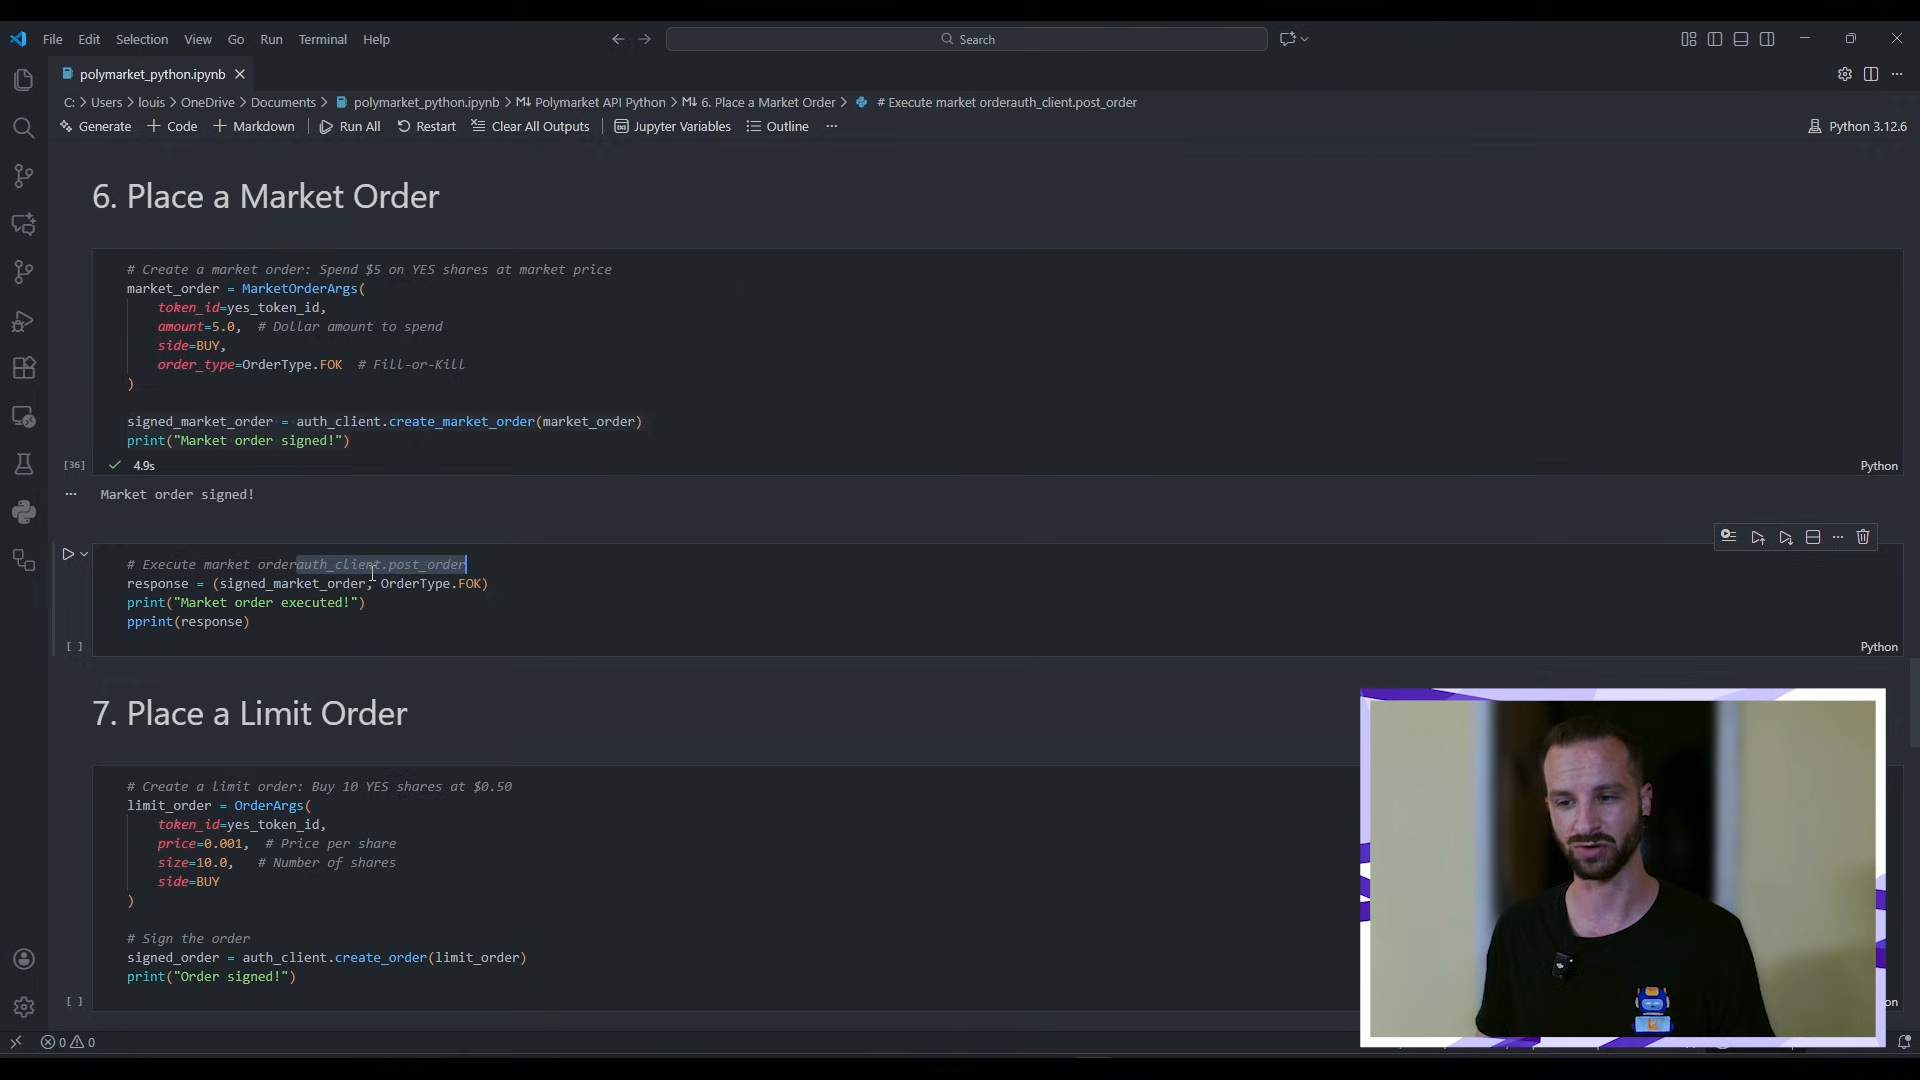 File Edit Selection View Go Run Terminal Help
Search
polymarket_python.ipynb
C: > Users > louis > OneDrive > Documents > polymarket_python.ipynb > M↓ Polymarket API Python > M↓ 6. Place a Market Order > # Execute market orderauth_client.post_order
Generate + Code + Markdown Run All Restart Clear All Outputs Jupyter Variables Outline ...
Python 3.12.6
6. Place a Market Order
# Create a market order: Spend $5 on YES shares at market price
market_order = MarketOrderArgs(
token_id=yes_token_id,
amount=5.0, # Dollar amount to spend
side=BUY,
order_type=OrderType.FOK # Fill-or-Kill
)
signed_market_order = auth_client.create_market_order(market_order)
print("Market order signed!")
[36] 4.9s
Python
Market order signed!
# Execute market orderauth_client.post_order
response = (signed_market_order, OrderType.FOK)
print("Market order executed!")
pprint(response)
[ ]
Python
7. Place a Limit Order
# Create a limit order: Buy 10 YES shares at $0.50
limit_order = OrderArgs(
token_id=yes_token_id,
price=0.001, # Price per share
size=10.0, # Number of shares
side=BUY
)
# Sign the order
signed_order = auth_client.create_order(limit_order)
print("Order signed!")
[ ]
on
0 0